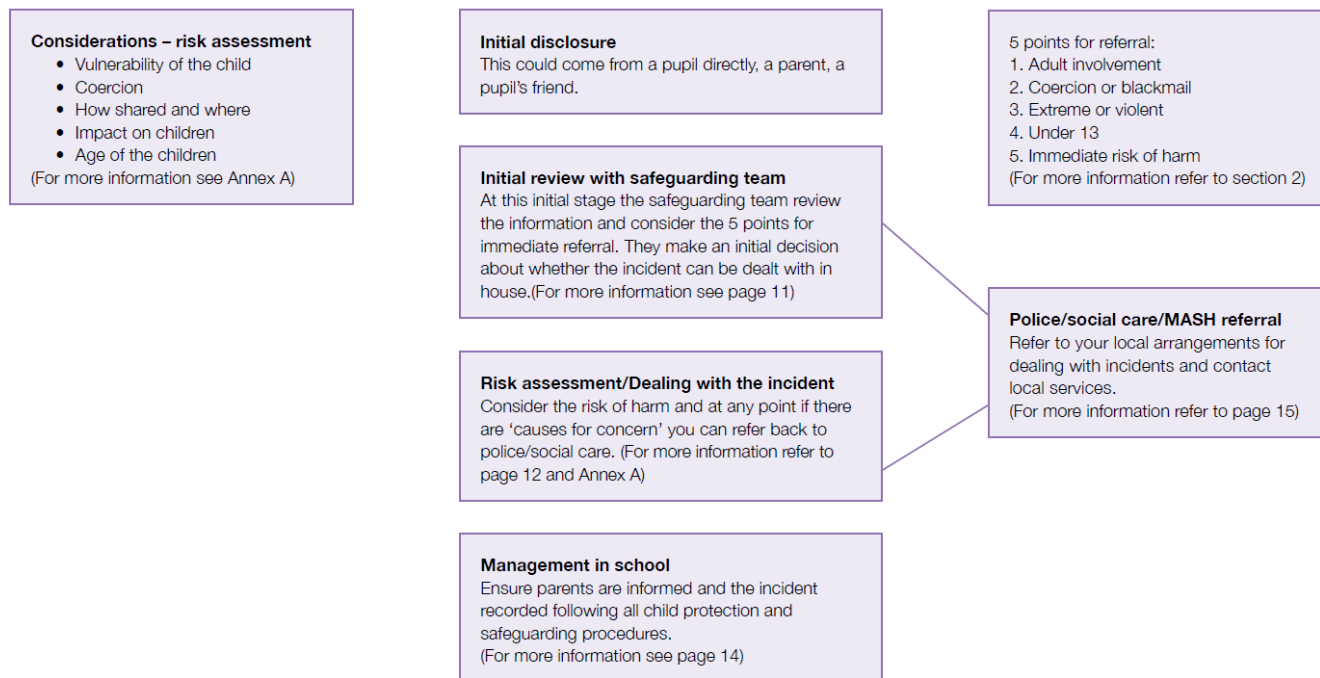 Considerations – risk assessment
• Vulnerability of the child
• Coercion
• How shared and where
• Impact on children
• Age of the children
(For more information see Annex A)
Initial disclosure
This could come from a pupil directly, a parent, a
pupil's friend.
Initial review with safeguarding team
At this initial stage the safeguarding team review
the information and consider the 5 points for
immediate referral. They make an initial decision
about whether the incident can be dealt with in
house.(For more information see page 11)
Risk assessment/Dealing with the incident
Consider the risk of harm and at any point if there
are 'causes for concern' you can refer back to
police/social care. (For more information refer to
page 12 and Annex A)
Management in school
Ensure parents are informed and the incident
recorded following all child protection and
safeguarding procedures.
(For more information see page 14)
5 points for referral:
1. Adult involvement
2. Coercion or blackmail
3. Extreme or violent
4. Under 13
5. Immediate risk of harm
(For more information refer to section 2)
Police/social care/MASH referral
Refer to your local arrangements for
dealing with incidents and contact
local services.
(For more information refer to page 15)